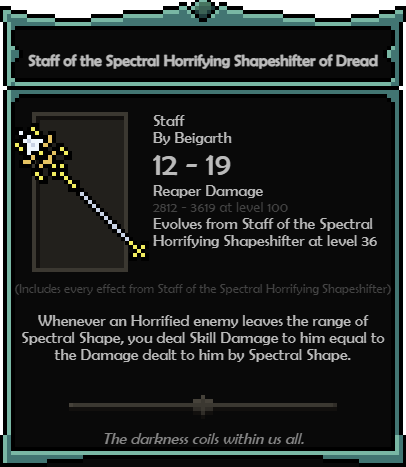 Staff of the Spectral Horrifying Shapeshifter of Dread
Staff
By Beigarth
12 - 19
Reaper Damage
2812 - 3619 at level 100
Evolves from Staff of the Spectral
Horrifying Shapeshifter at level 36
(Includes every effect from Staff of the Spectral Horrifying Shapeshifter)
Whenever an Horrified enemy leaves the range of
Spectral Shape, you deal Skill Damage to him equal to
the Damage dealt to him by Spectral Shape.
The darkness coils within us all.